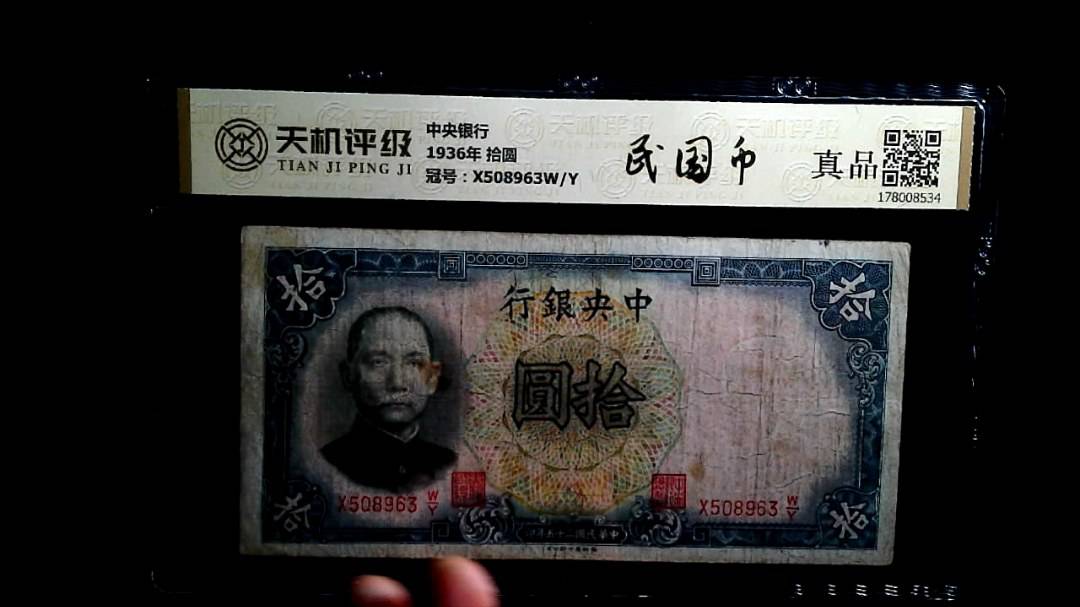 天机评级
TIAN JI PING JI
中央银行
1936年 拾圆
冠号：X508963W/Y
民国币
真品
178008534
拾
拾
行銀央中
圓拾
X508963 W/Y
X508963 W/Y
拾
拾